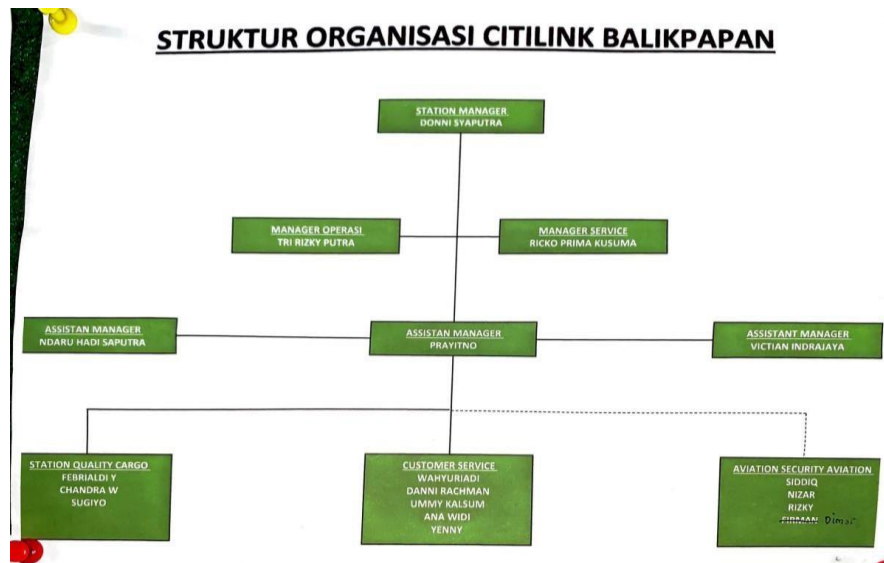 STRUKTUR ORGANISASI CITILINK BALIKPAPAN
STATION MANAGER
DONNI SYAPUTRA
MANAGER OPERASI
TRI RIZKY PUTRA
MANAGER SERVICE
RICKO PRIMA KUSUMA
ASSISTAN MANAGER
NDARU HADI SAPUTRA
ASSISTAN MANAGER
PRAYITNO
ASSISTANT MANAGER
VICTIAN INDRAJAYA
STATION QUALITY CARGO
FEBRIALDI Y
CHANDRA W
SUGIYO
CUSTOMER SERVICE
WAHYURIADI
DANNI RACHMAN
UMMY KALSUM
ANA WIDI
YENNY
AVIATION SECURITY AVIATION
SIDDIQ
NIZAR
RIZKY
FIRMAN